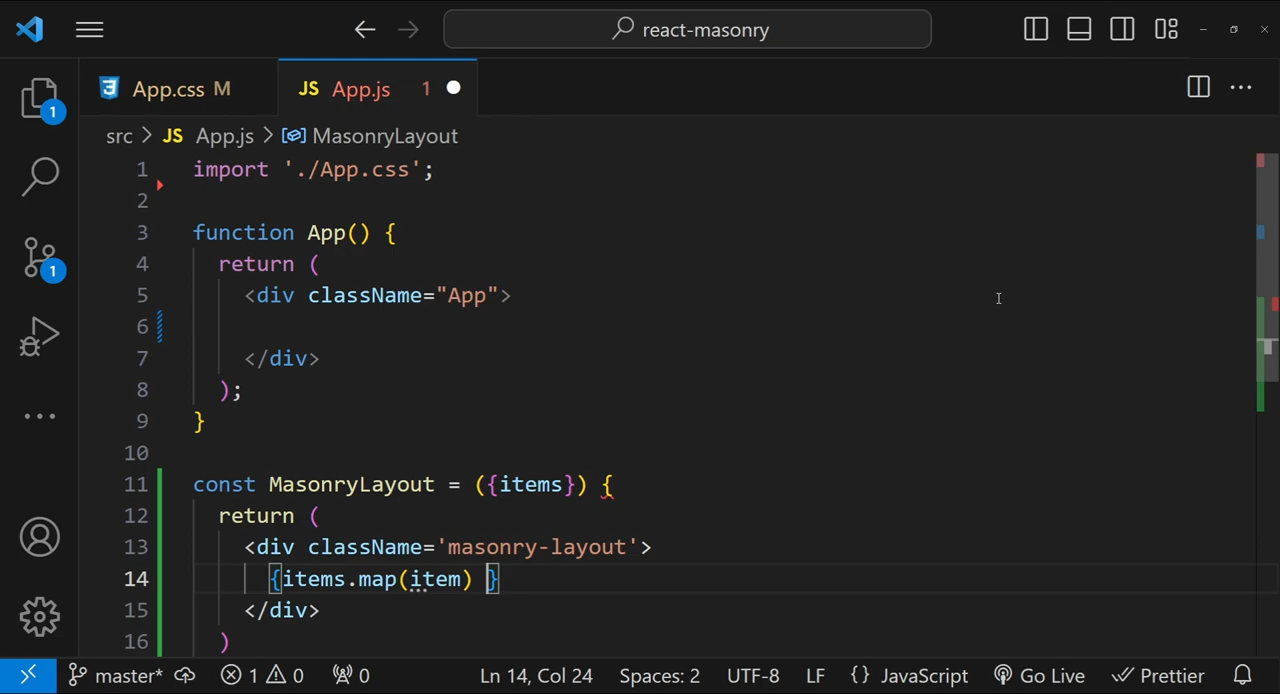 react-masonry
App.css M
JS App.js 1
src > JS App.js > MasonryLayout
1
1
1 import './App.css';
2
3 function App() {
4 return (
5 <div className="App">
6
7 </div>
8 );
9 }
10
11 const MasonryLayout = ({items}) {
12 return (
13 <div className='masonry-layout'>
14 {items.map(item) }
15 </div>
16 )
master* 1 0 0 Ln 14, Col 24 Spaces: 2 UTF-8 LF {} JavaScript Go Live Prettier